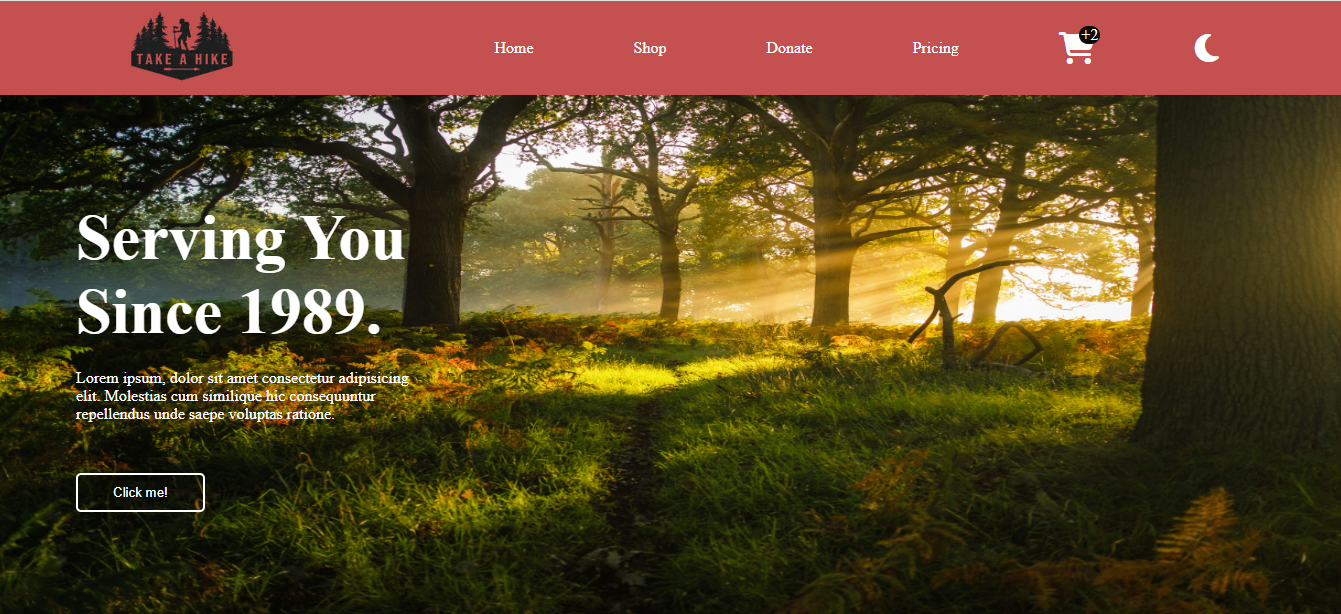 TAKE A HIKE
Home
Shop
Donate
Pricing
+2
Serving You
Since 1989.
Lorem ipsum, dolor sit amet consectetur adipisicing
elit. Molestias cum similique hic consequuntur
repellendus unde saepe voluptas ratione.
Click me!